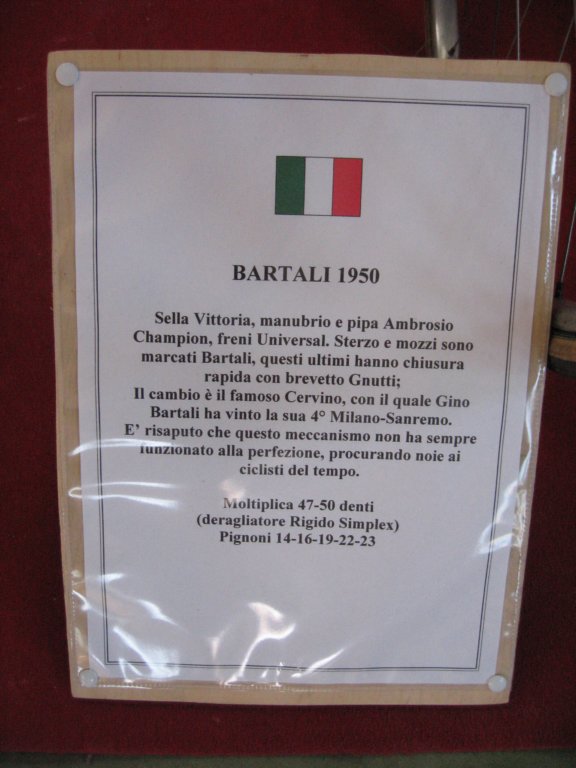 BARTALI 1950
Sella Vittoria, manubrio e pipa Ambrosio
Champion, freni Universal. Sterzo e mozzi sono
marcati Bartali, questi ultimi hanno chiusura
rapida con brevetto Gnutti;
Il cambio è il famoso Cervino, con il quale Gino
Bartali ha vinto la sua 4° Milano-Sanremo.
E' risaputo che questo meccanismo non ha sempre
funzionato alla perfezione, procurando noie ai
ciclisti del tempo.
Moltiplica 47-50 denti
(deragliatore Rigido Simplex)
Pignoni 14-16-19-22-23